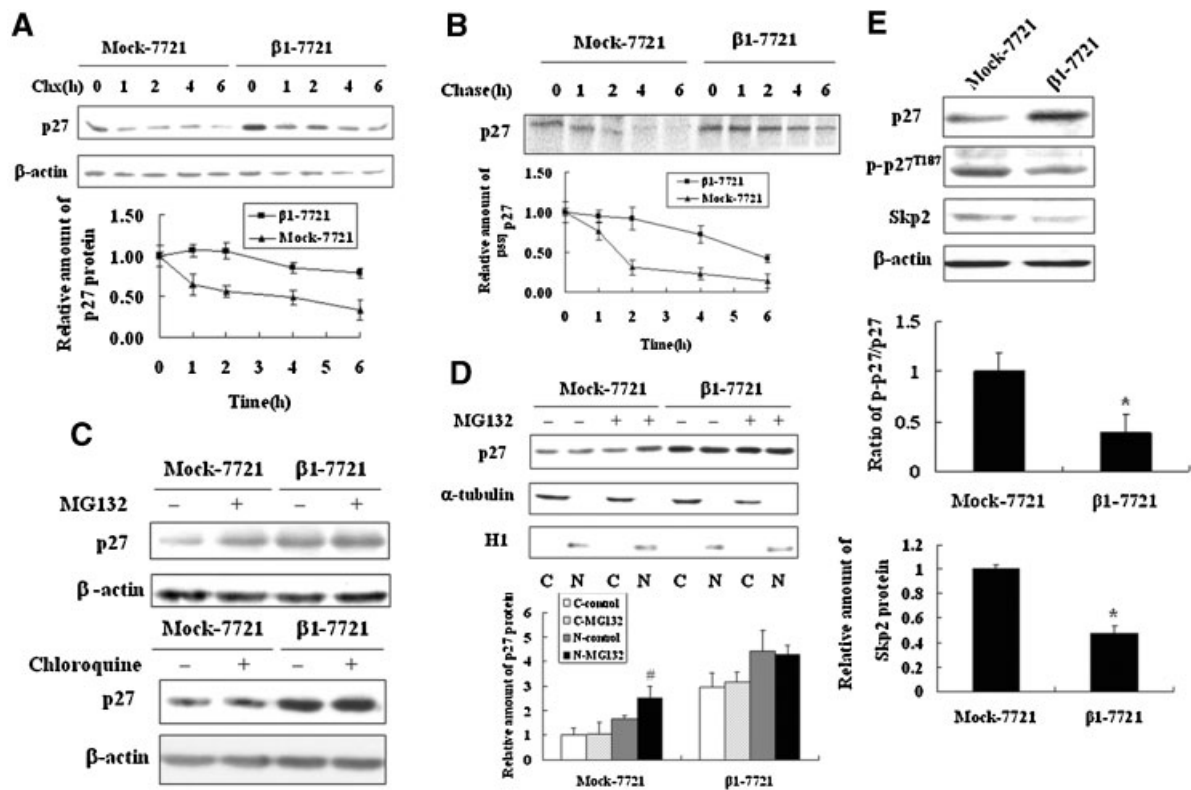 A
Mock-7721 β1-7721
Chx(h) 0 1 2 4 6 0 1 2 4 6
p27
β-actin
Relative amount of
p27 protein
1.50
1.00
0.50
0.00
β1-7721
Mock-7721
0 1 2 3 4 5 6
Time(h)
B
Mock-7721 β1-7721
Chase(h) 0 1 2 4 6 0 1 2 4 6
p27
Relative amount of
p27
1.50
1.00
0.50
0.00
β1-7721
Mock-7721
0 1 2 3 4 5 6
Time(h)
C
Mock-7721 β1-7721
MG132 – + – +
p27
β-actin
Mock-7721 β1-7721
Chloroquine – + – +
p27
β-actin
D
Mock-7721 β1-7721
MG132 – – + + – – + +
p27
α-tubulin
H1
C N C N C N C N
Relative amount of p27 protein
6
5
4
3
2
1
0
C-control
C-MG132
N-control
N-MG132
#
Mock-7721 β1-7721
E
Mock-7721 β1-7721
p27
p-p27T187
Skp2
β-actin
Ratio of p-p27/p27
1.5
1
0.5
0
*
Mock-7721 β1-7721
Relative amount of
Skp2 protein
1.2
1
0.8
0.6
0.4
0.2
0
*
Mock-7721 β1-7721